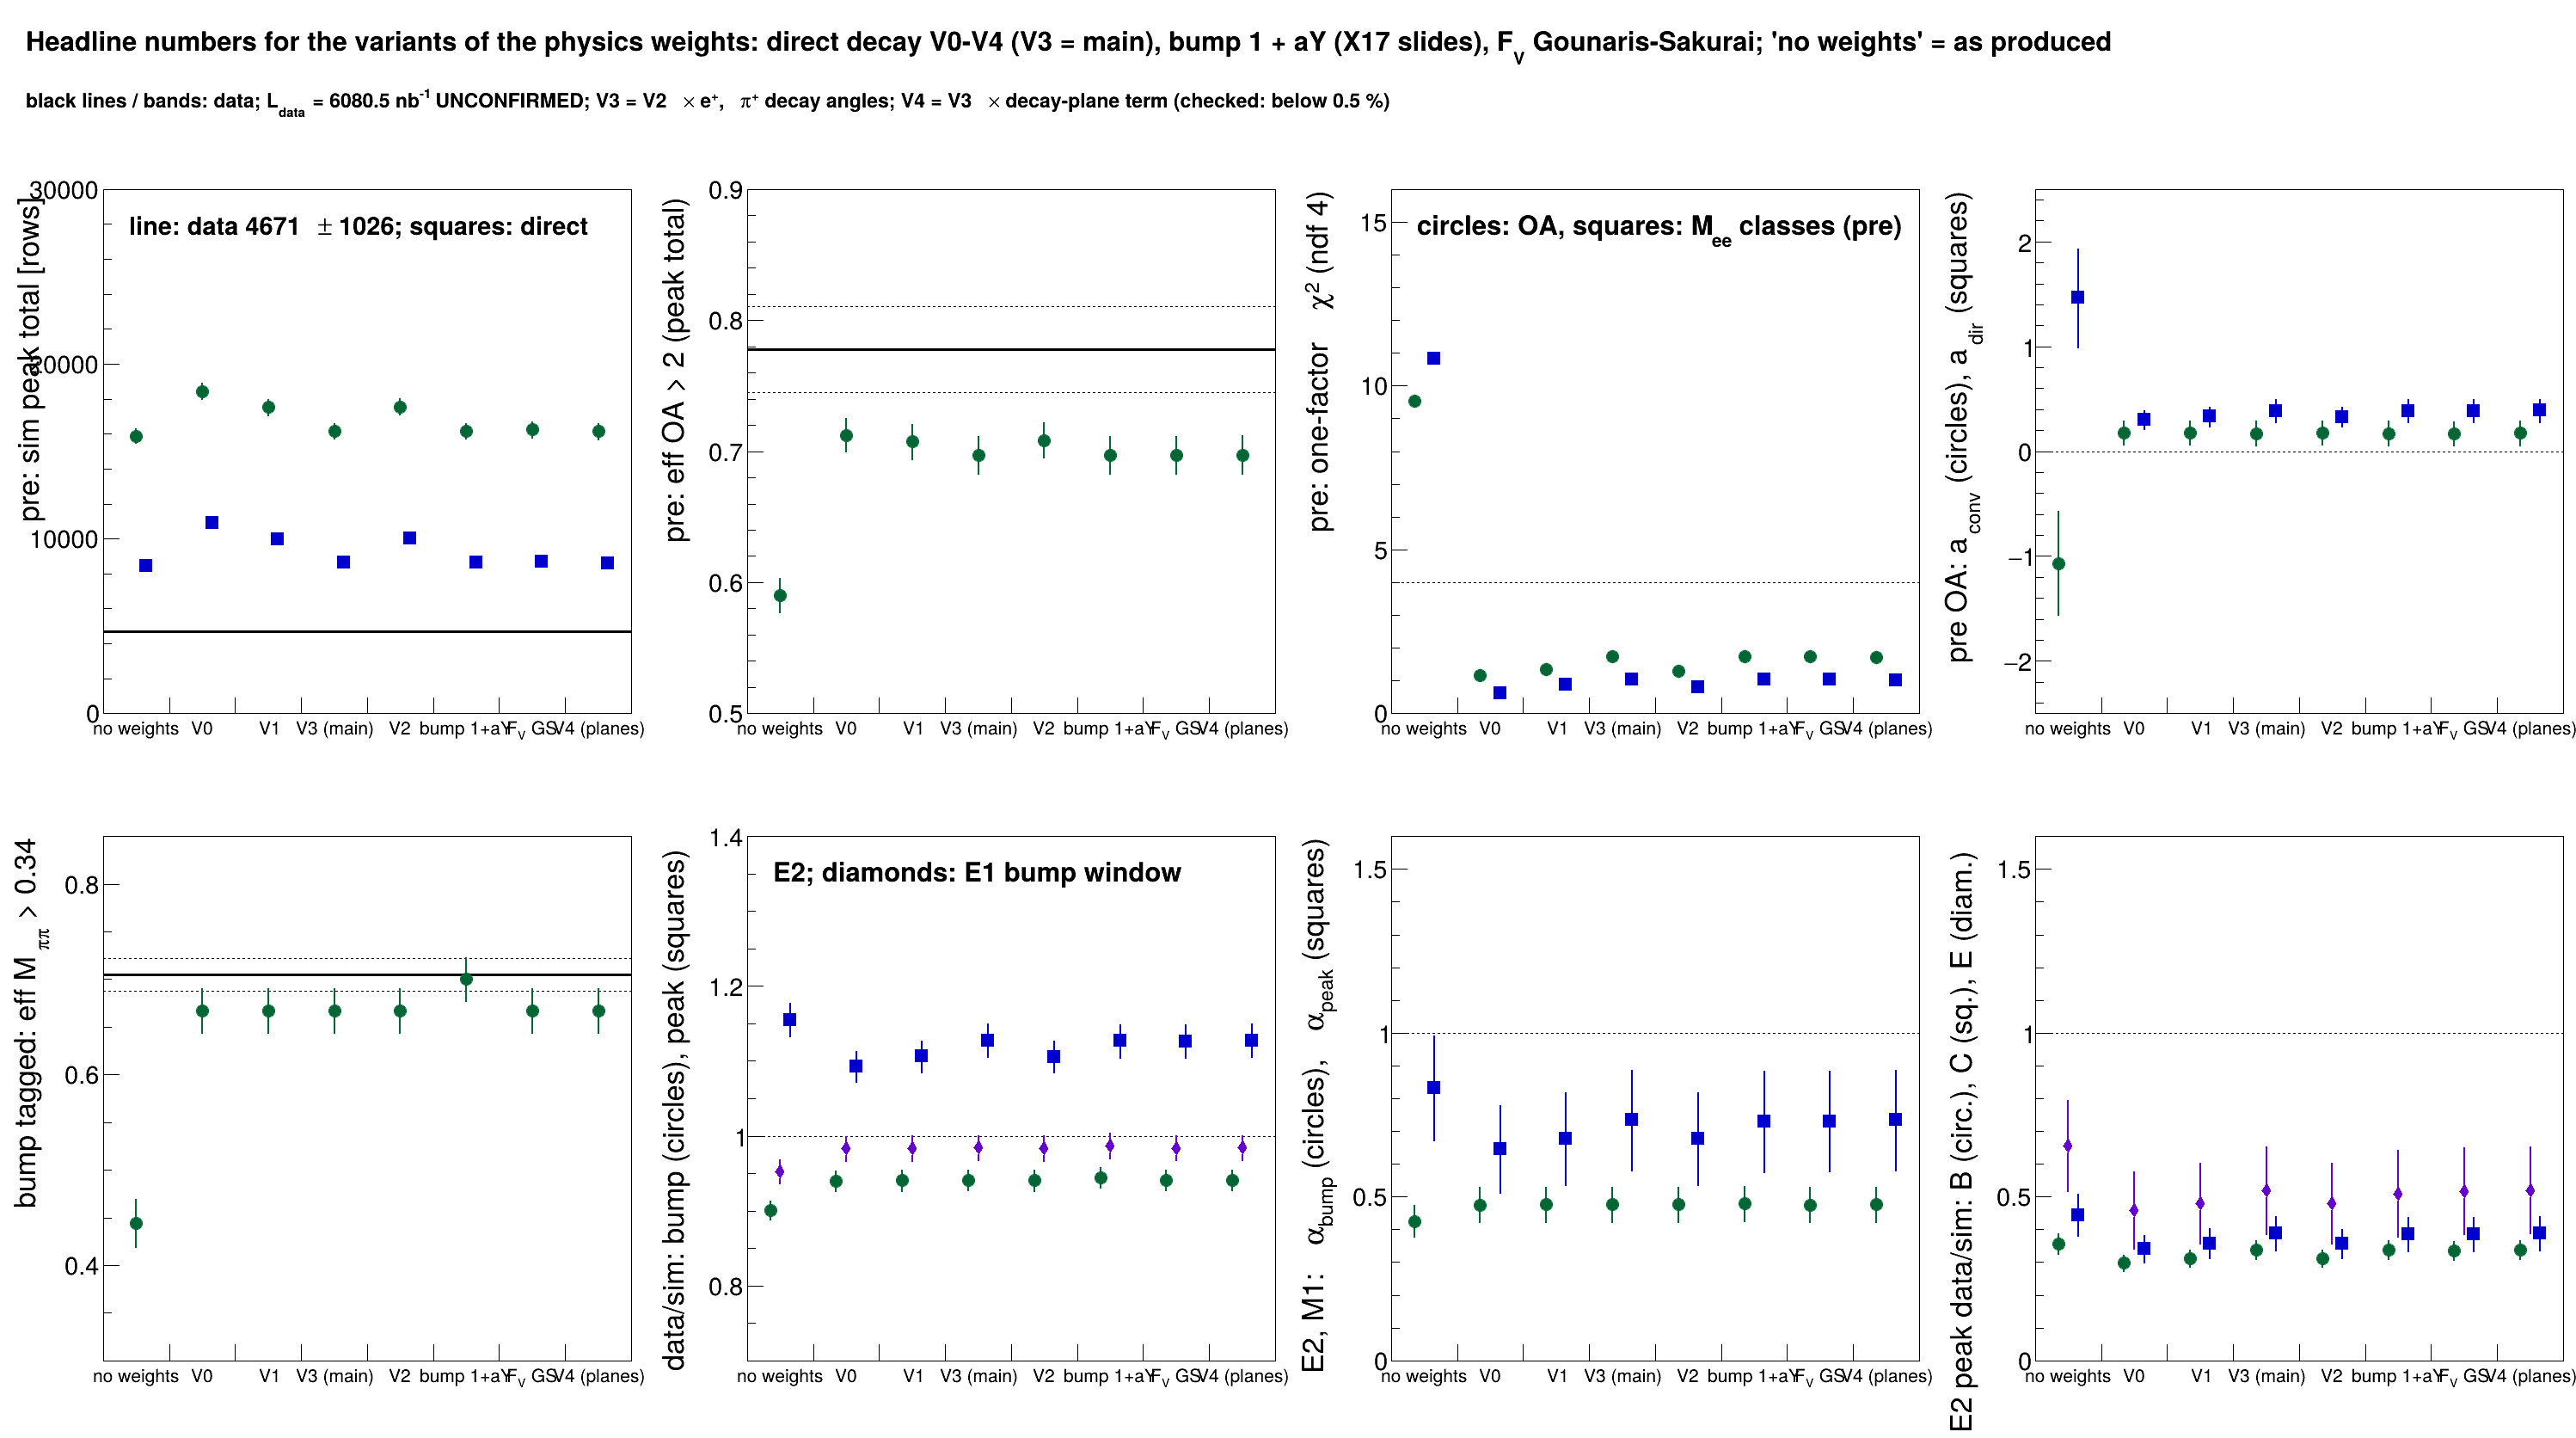 Headline numbers for the variants of the physics weights: direct decay V0-V4 (V3 = main), bump 1 + aY (X17 slides), F_V Gounaris-Sakurai; 'no weights' = as produced
black lines / bands: data; L_data = 6080.5 nb^-1 UNCONFIRMED; V3 = V2 × e^+, π^+ decay angles; V4 = V3 × decay-plane term (checked: below 0.5 %)
pre: sim peak total [rows]
30000
20000
10000
0
line: data 4671 ± 1026; squares: direct
no weights V0 V1 V3 (main) V2 bump 1+aY F_V GS V4 (planes)
pre: eff OA > 2 (peak total)
0.9
0.8
0.7
0.6
0.5
no weights V0 V1 V3 (main) V2 bump 1+aY F_V GS V4 (planes)
pre: one-factor χ² (ndf 4)
15
10
5
0
circles: OA, squares: M_ee classes (pre)
no weights V0 V1 V3 (main) V2 bump 1+aY F_V GS V4 (planes)
pre OA: a_conv (circles), a_dir (squares)
2
1
0
−1
−2
no weights V0 V1 V3 (main) V2 bump 1+aY F_V GS V4 (planes)
bump tagged: eff M_ππ > 0.34
0.8
0.6
0.4
no weights V0 V1 V3 (main) V2 bump 1+aY F_V GS V4 (planes)
data/sim: bump (circles), peak (squares)
1.4
1.2
1
0.8
E2; diamonds: E1 bump window
no weights V0 V1 V3 (main) V2 bump 1+aY F_V GS V4 (planes)
E2, M1: α_bump (circles), α_peak (squares)
1.5
1
0.5
0
no weights V0 V1 V3 (main) V2 bump 1+aY F_V GS V4 (planes)
E2 peak data/sim: B (circ.), C (sq.), E (diam.)
1.5
1
0.5
0
no weights V0 V1 V3 (main) V2 bump 1+aY F_V GS V4 (planes)